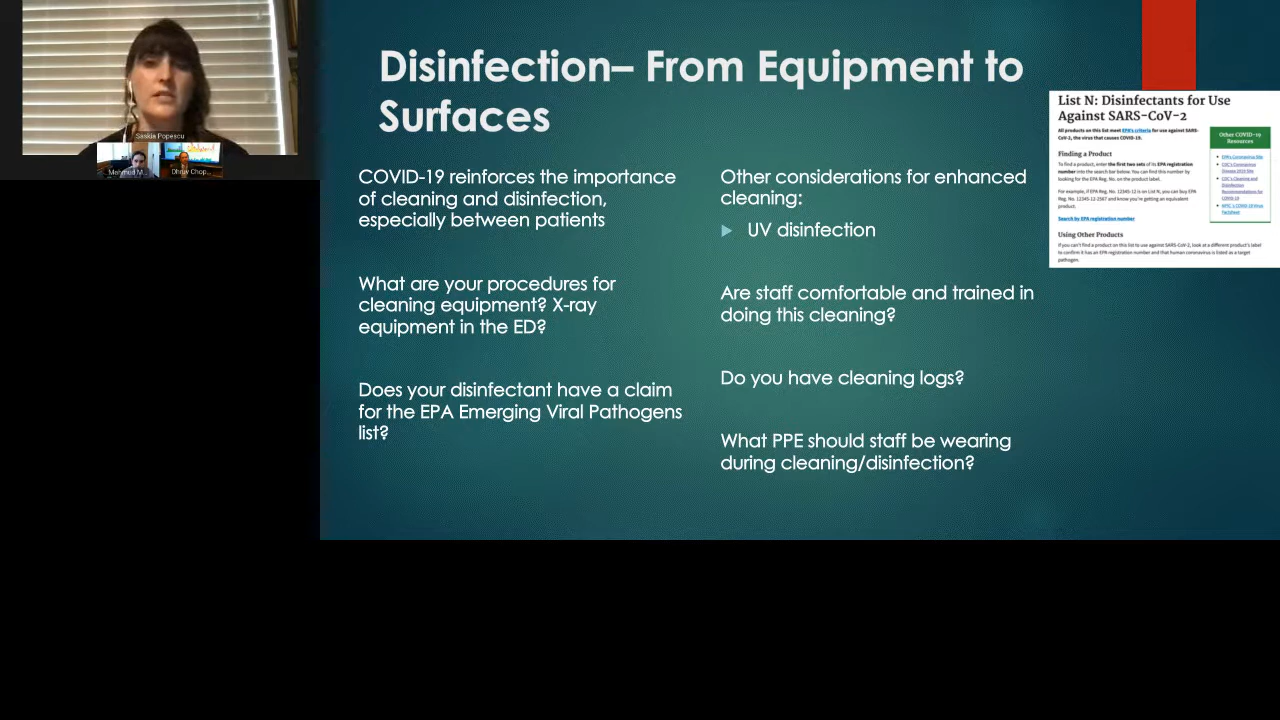 Saskia Popescu
Mahmud M...
Dhruv Chop...
Disinfection– From Equipment to
Surfaces
COVID-19 reinforces the importance
of cleaning and disinfection,
especially between patients
What are your procedures for
cleaning equipment? X-ray
equipment in the ED?
Does your disinfectant have a claim
for the EPA Emerging Viral Pathogens
list?
Other considerations for enhanced
cleaning:
UV disinfection
Are staff comfortable and trained in
doing this cleaning?
Do you have cleaning logs?
What PPE should staff be wearing
during cleaning/disinfection?
List N: Disinfectants for Use
Against SARS-CoV-2
All products on this list meet EPA's criteria for use against SARS-
CoV-2, the virus that causes COVID-19.
Finding a Product
To find a product, enter the first two sets of its EPA registration
number into the search bar below. You can find this number by
looking for the EPA Reg. No. on the product label.
For example, if EPA Reg. No. 12345-12 is on List N, you can buy EPA
Reg. No. 12345-12-2567 and know you're getting an equivalent
product.
Search by EPA registration number
Using Other Products
If you can't find a product on this list to use against SARS-CoV-2, look at a different product's label
to confirm it has an EPA registration number and that human coronavirus is listed as a target
pathogen.
Other COVID-19
Resources
EPA's Coronavirus Site
CDC's Coronavirus
Disease 2019 Site
CDC's Cleaning and
Disinfection
Recommendations for
COVID-19